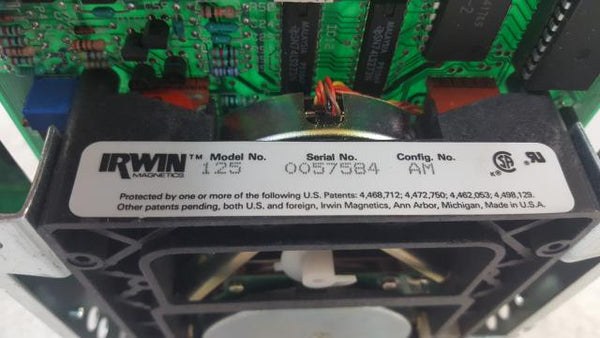 IRWIN™ Model No. Serial No. Config. No.
MAGNETICS 125 0057584 AM
Protected by one or more of the following U.S. Patents: 4,468,712; 4,472,750; 4,462,053; 4,498,129.
Other patents pending, both U.S. and foreign, Irwin Magnetics, Ann Arbor, Michigan, Made in U.S.A.